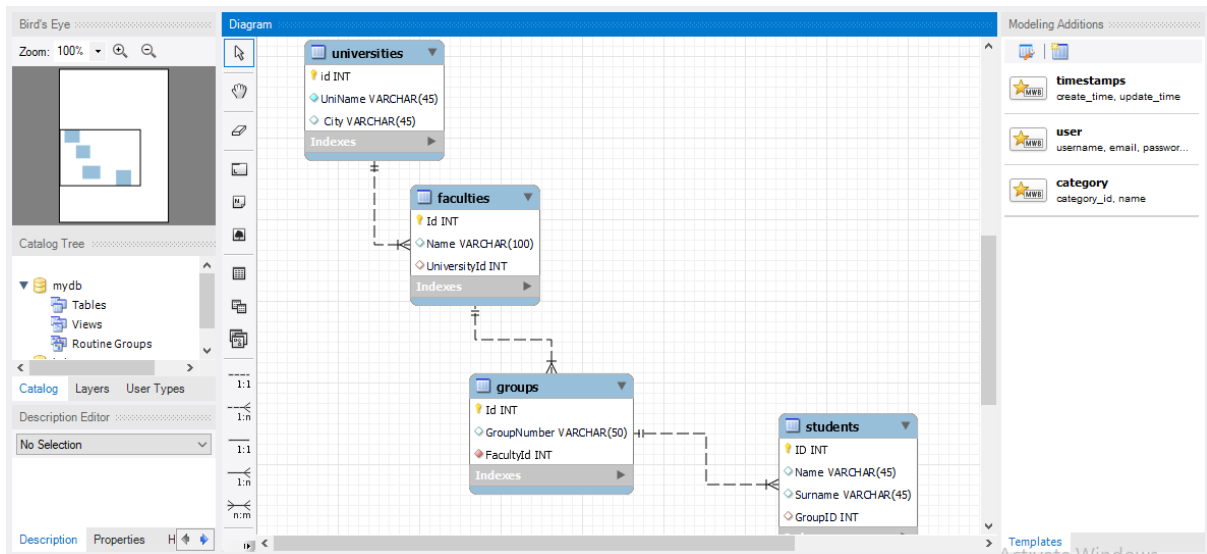 Bird's Eye
Zoom: 100%
Catalog Tree
mydb
Tables
Views
Routine Groups
Catalog Layers User Types
Description Editor
No Selection
Description Properties H
Diagram
1:1
1:n
1:1
1:n
n:m
universities
id INT
UniName VARCHAR(45)
City VARCHAR(45)
Indexes
faculties
Id INT
Name VARCHAR(100)
UniversityId INT
Indexes
groups
Id INT
GroupNumber VARCHAR(50)
FacultyId INT
Indexes
students
ID INT
Name VARCHAR(45)
Surname VARCHAR(45)
GroupID INT
Modeling Additions
MWB
timestamps
create_time, update_time
MWB
user
username, email, passwor...
MWB
category
category_id, name
Templates